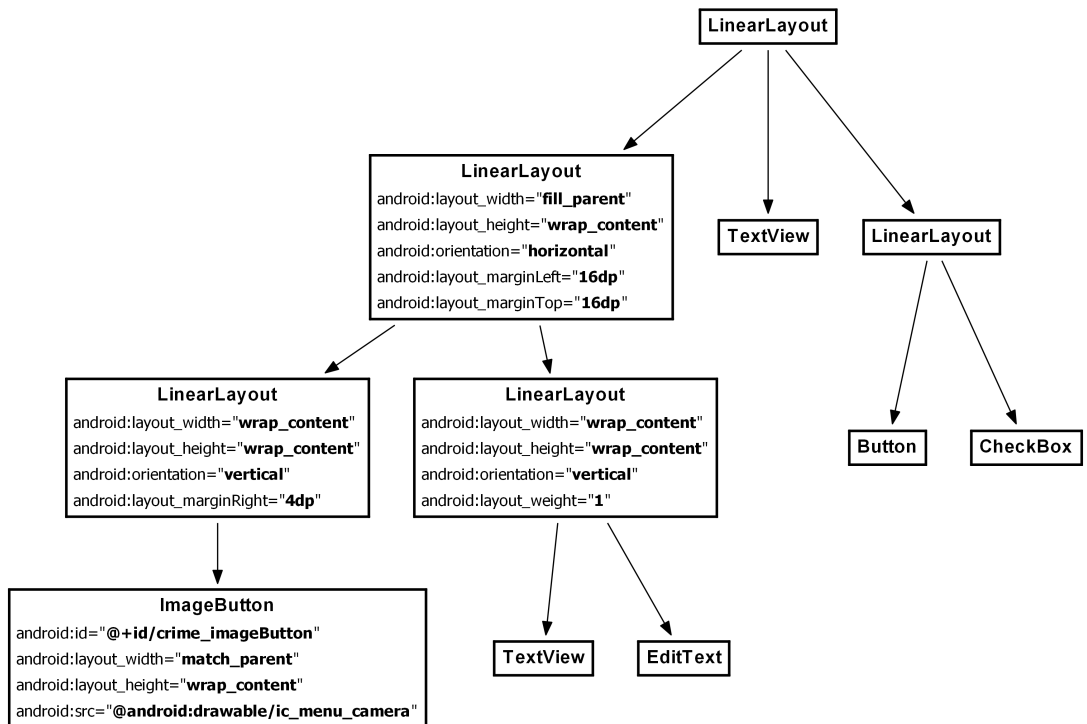 LinearLayout
LinearLayout
android:layout_width="fill_parent"
android:layout_height="wrap_content"
android:orientation="horizontal"
android:layout_marginLeft="16dp"
android:layout_marginTop="16dp"
TextView
LinearLayout
LinearLayout
android:layout_width="wrap_content"
android:layout_height="wrap_content"
android:orientation="vertical"
android:layout_marginRight="4dp"
LinearLayout
android:layout_width="wrap_content"
android:layout_height="wrap_content"
android:orientation="vertical"
android:layout_weight="1"
Button
CheckBox
ImageButton
android:id="@+id/crime_imageButton"
android:layout_width="match_parent"
android:layout_height="wrap_content"
android:src="@android:drawable/ic_menu_camera"
TextView
EditText